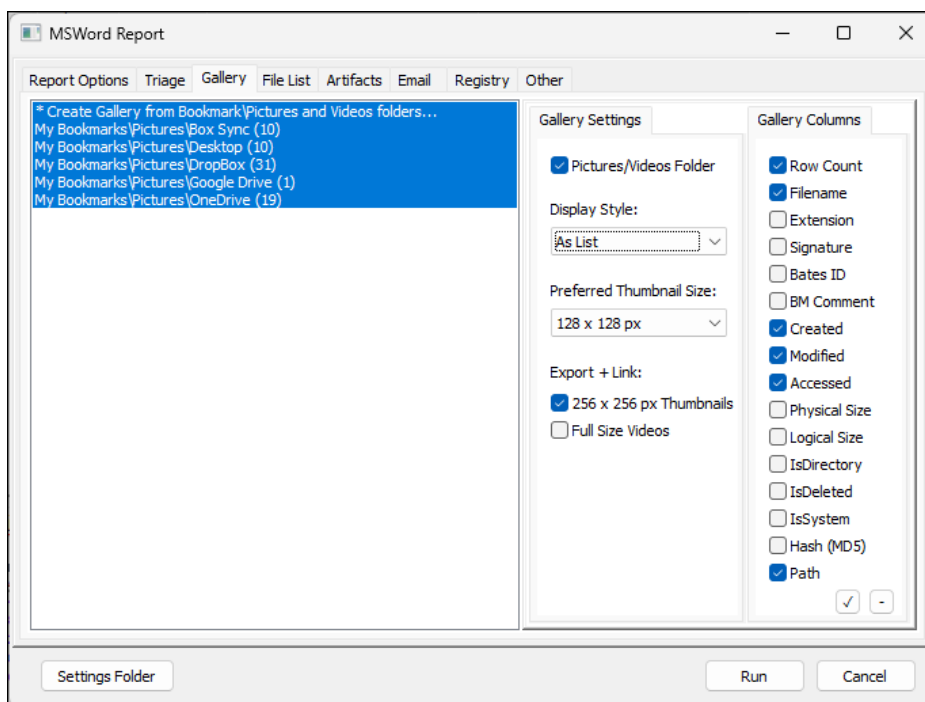 MSWord Report
Report Options Triage Gallery File List Artifacts Email Registry Other
* Create Gallery from Bookmark\Pictures and Videos folders...
My Bookmarks\Pictures\Box Sync (10)
My Bookmarks\Pictures\Desktop (10)
My Bookmarks\Pictures\DropBox (31)
My Bookmarks\Pictures\Google Drive (1)
My Bookmarks\Pictures\OneDrive (19)
Gallery Settings
Pictures/Videos Folder
Display Style:
As List
Preferred Thumbnail Size:
128 x 128 px
Export + Link:
256 x 256 px Thumbnails
Full Size Videos
Gallery Columns
Row Count
Filename
Extension
Signature
Bates ID
BM Comment
Created
Modified
Accessed
Physical Size
Logical Size
IsDirectory
IsDeleted
IsSystem
Hash (MD5)
Path
✓ -
Settings Folder Run Cancel